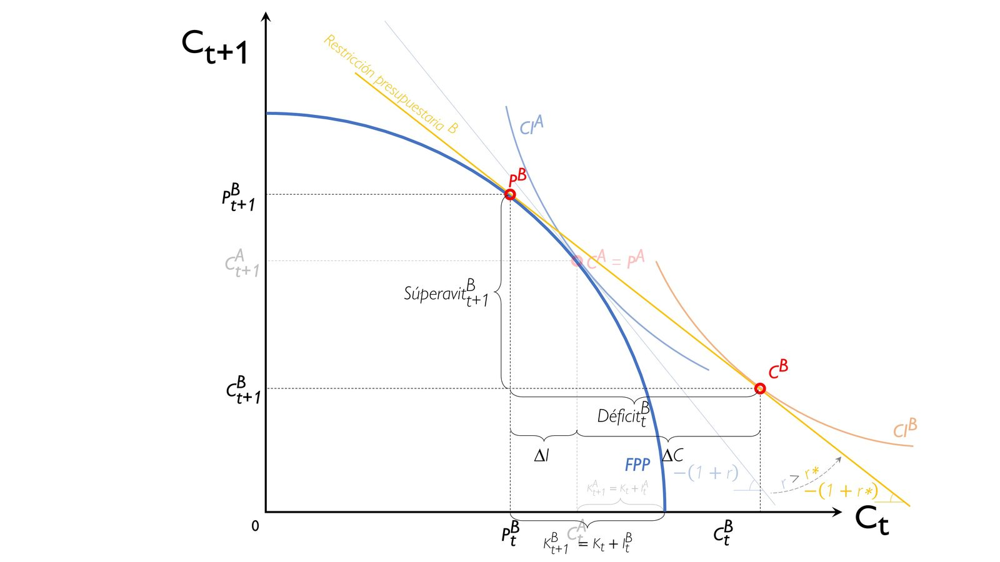 C_{t+1}
Restricción presupuestaria B
CI^A
P^B
P^B_{t+1}
C^A_{t+1}
C^A = P^A
Súperavit^B_{t+1}
C^B
C^B_{t+1}
Déficit^B_t
CI^B
ΔI
ΔC
FPP
−(1 + r)
r > r*
−(1 + r*)
K^A_{t+1} = K_t + I^A_t
C_t
0
P^B_t
C^A_t
C^B_t
K^B_{t+1} = K_t + I^B_t